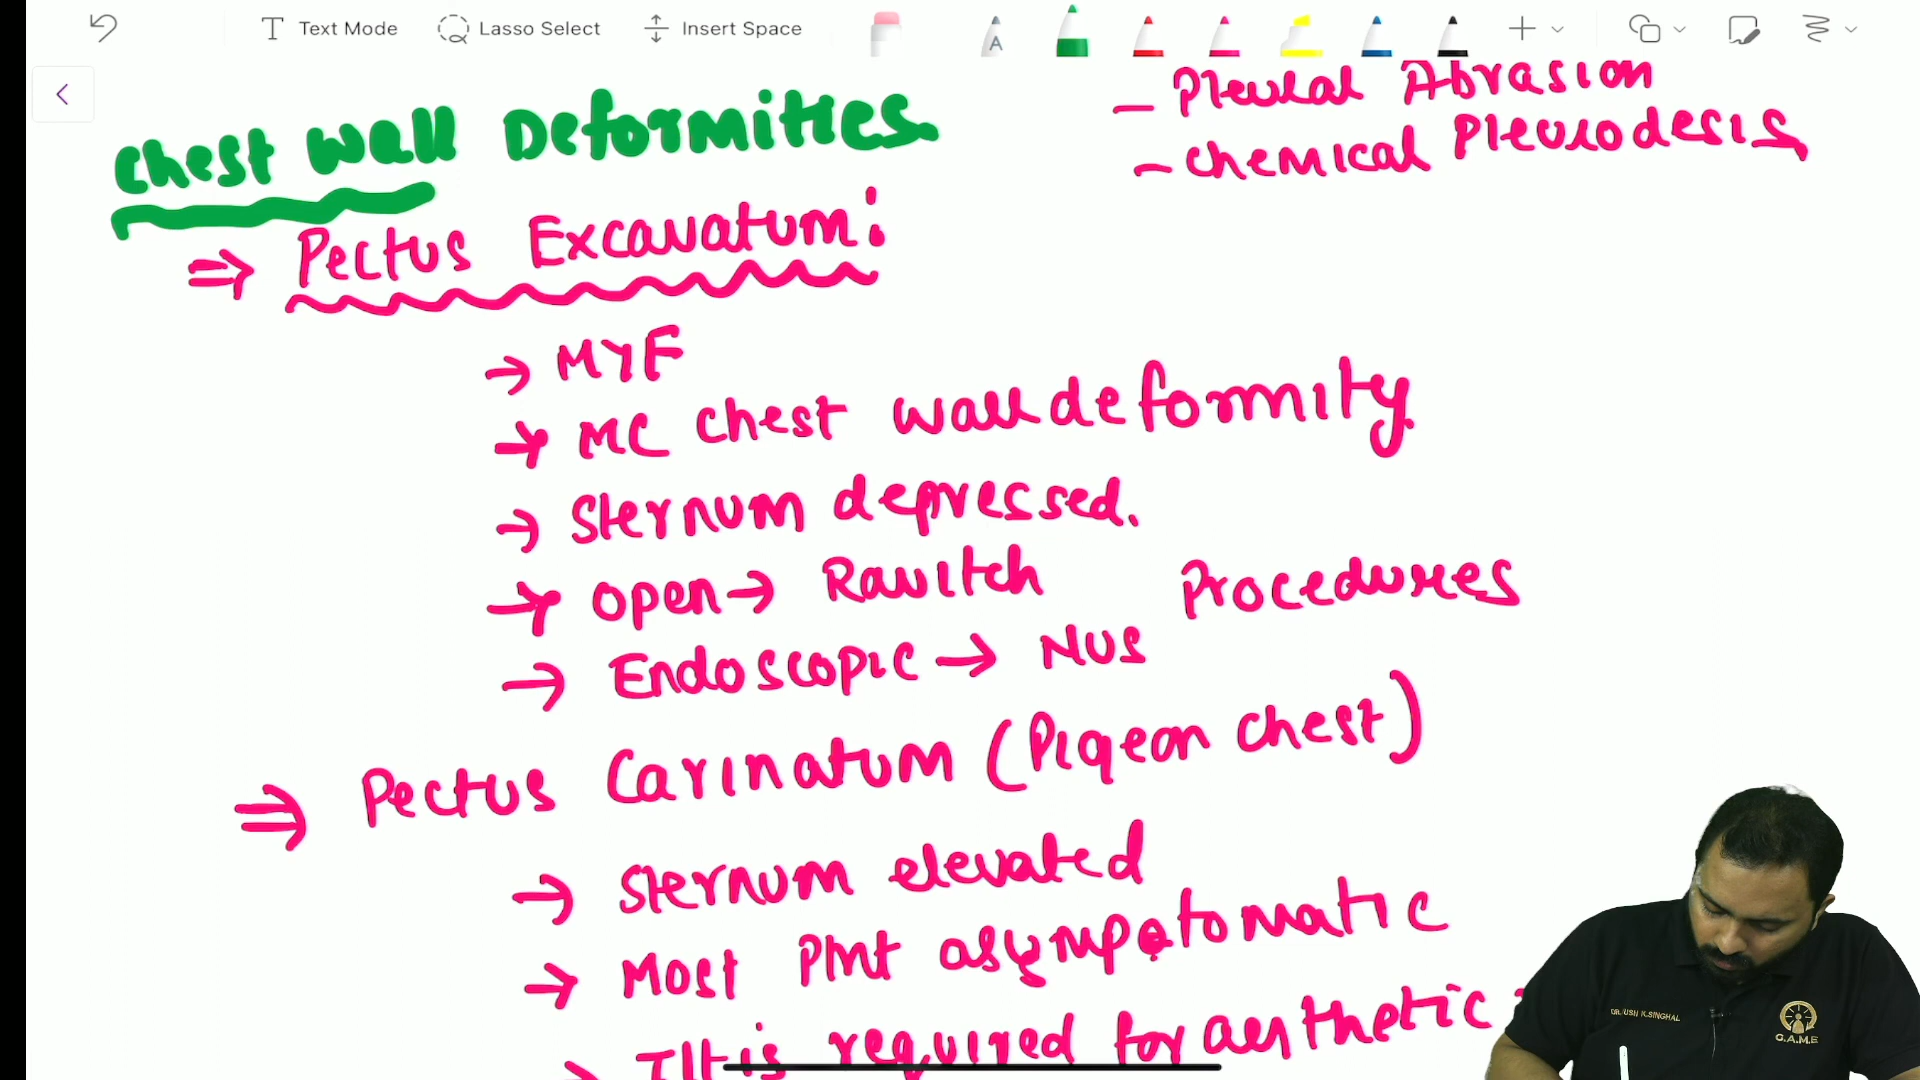 Text Mode Lasso Select Insert Space
- Pleural Abrasion
- Chemical Pleurodesis
Chest Wall Deformities
⇒ Pectus Excavatum:
→ M>F
→ MC Chest wall deformity
→ Sternum depressed.
→ Open → Ravitch Procedures
→ Endoscopic → NUS
⇒ Pectus Carinatum (Pigeon Chest)
→ Sternum elevated
→ Most Pt asymptomatic
is required for aesthetic
G.A.M.E